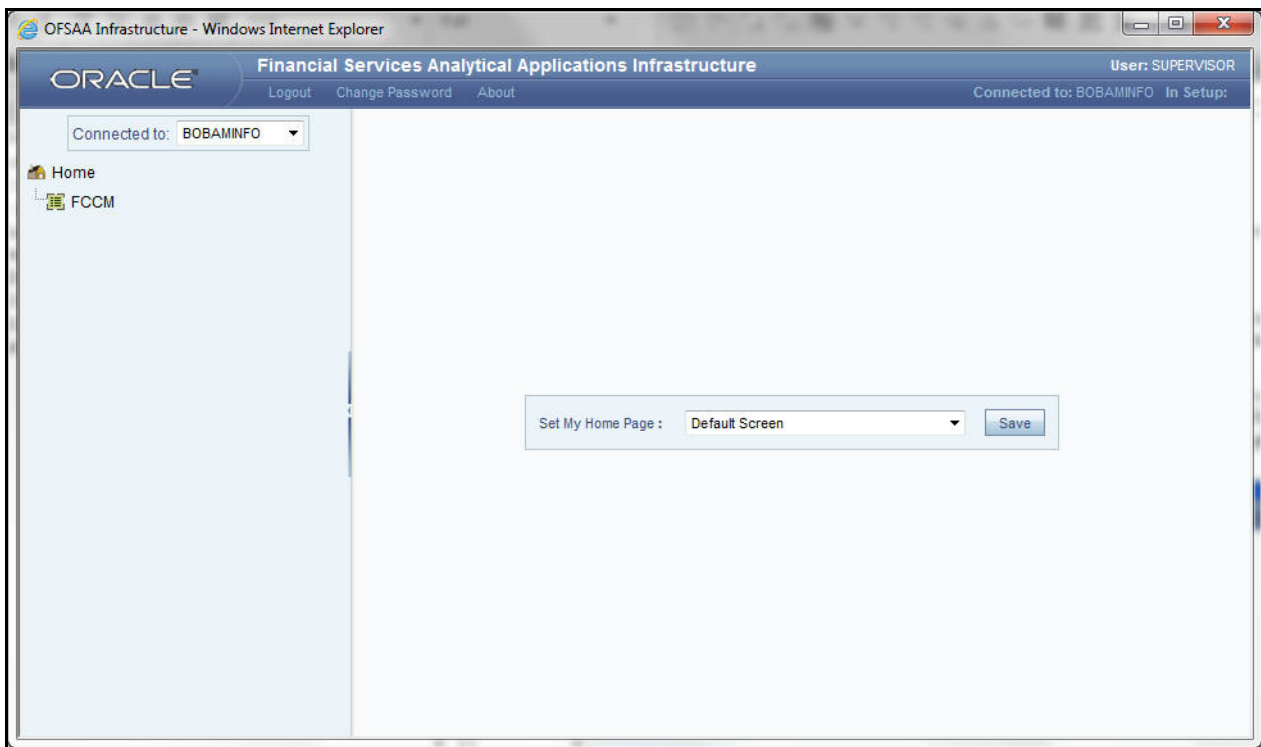 OFSAA Infrastructure - Windows Internet Explorer
ORACLE
Financial Services Analytical Applications Infrastructure
User: SUPERVISOR
Logout Change Password About
Connected to: BOBAMINFO In Setup:
Connected to: BOBAMINFO
Home
FCCM
Set My Home Page : Default Screen Save